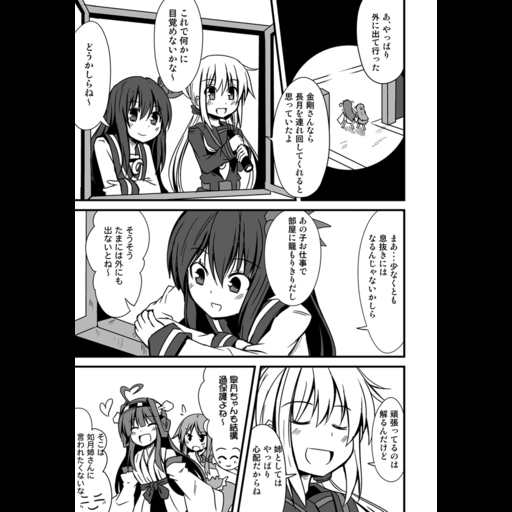 あ、やっぱり
外に出て行った
金剛さんなら
長月を連れ回してくれると
思っていたよ
これで何かに
目覚めないかな～
どうかしらね～
まあ…少なくとも
息抜きには
なるんじゃないかしら
あの子お仕事で
部屋に籠もりきりだし
そうそう
たまには外にも
出ないとね～
頑張ってるのは
解るんだけど
姉としては
やっぱり
心配だからね
皐月ちゃんも結構
過保護よね～
そこは
如月姉さんに
言われたくないな